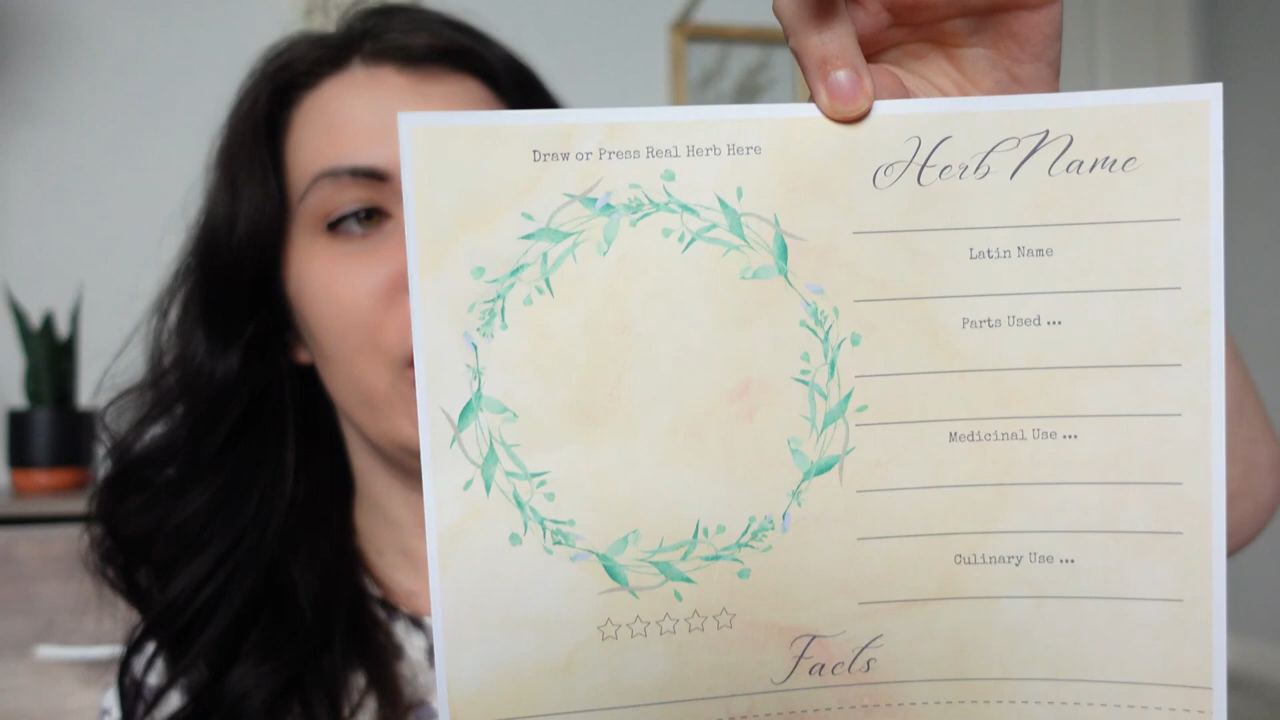 Draw or Press Real Herb Here
Herb Name
Latin Name
Parts Used ...
Medicinal Use ...
Culinary Use ...
Facts